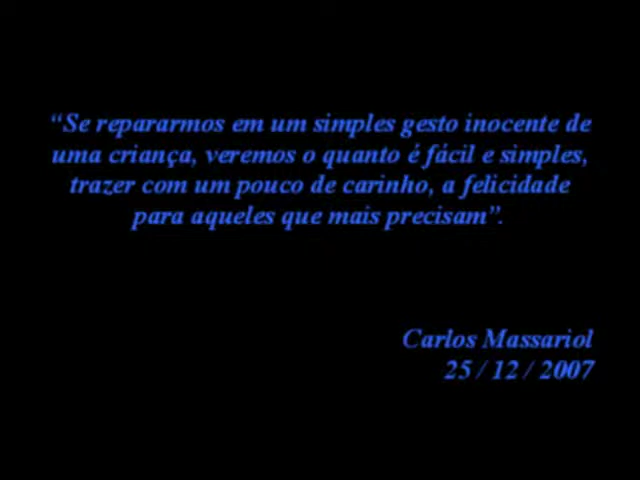 “Se repararmos em um simples gesto inocente de
uma criança, veremos o quanto é fácil e simples,
trazer com um pouco de carinho, a felicidade
para aqueles que mais precisam”.
Carlos Massariol
25 / 12 / 2007